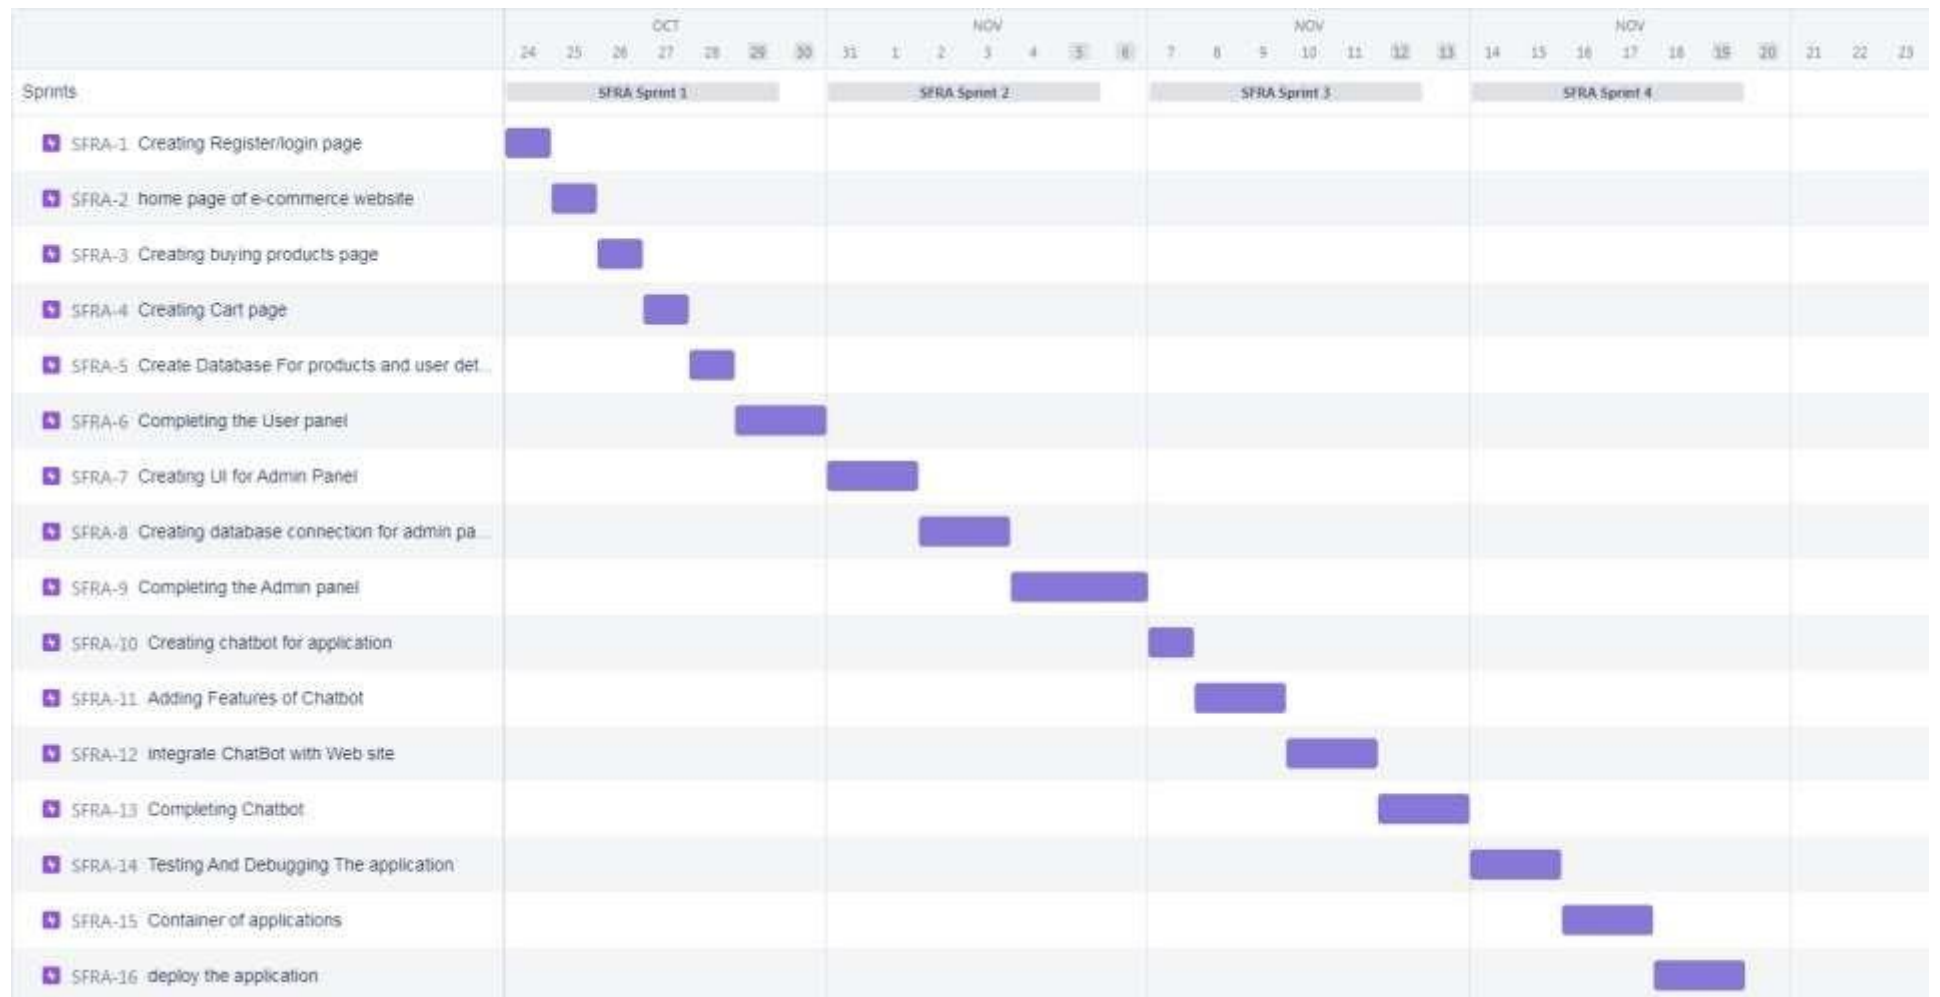 OCT NOV NOV NOV
24 25 26 27 28 29 30 31 1 2 3 4 5 6 7 8 9 10 11 12 13 14 15 16 17 18 19 20 21 22 23
Sprints SFRA Sprint 1 SFRA Sprint 2 SFRA Sprint 3 SFRA Sprint 4
SFRA-1 Creating Register/login page
SFRA-2 home page of e-commerce website
SFRA-3 Creating buying products page
SFRA-4 Creating Cart page
SFRA-5 Create Database For products and user det...
SFRA-6 Completing the User panel
SFRA-7 Creating UI for Admin Panel
SFRA-8 Creating database connection for admin pa...
SFRA-9 Completing the Admin panel
SFRA-10 Creating chatbot for application
SFRA-11 Adding Features of Chatbot
SFRA-12 integrate ChatBot with Web site
SFRA-13 Completing Chatbot
SFRA-14 Testing And Debugging The application
SFRA-15 Container of applications
SFRA-16 deploy the application